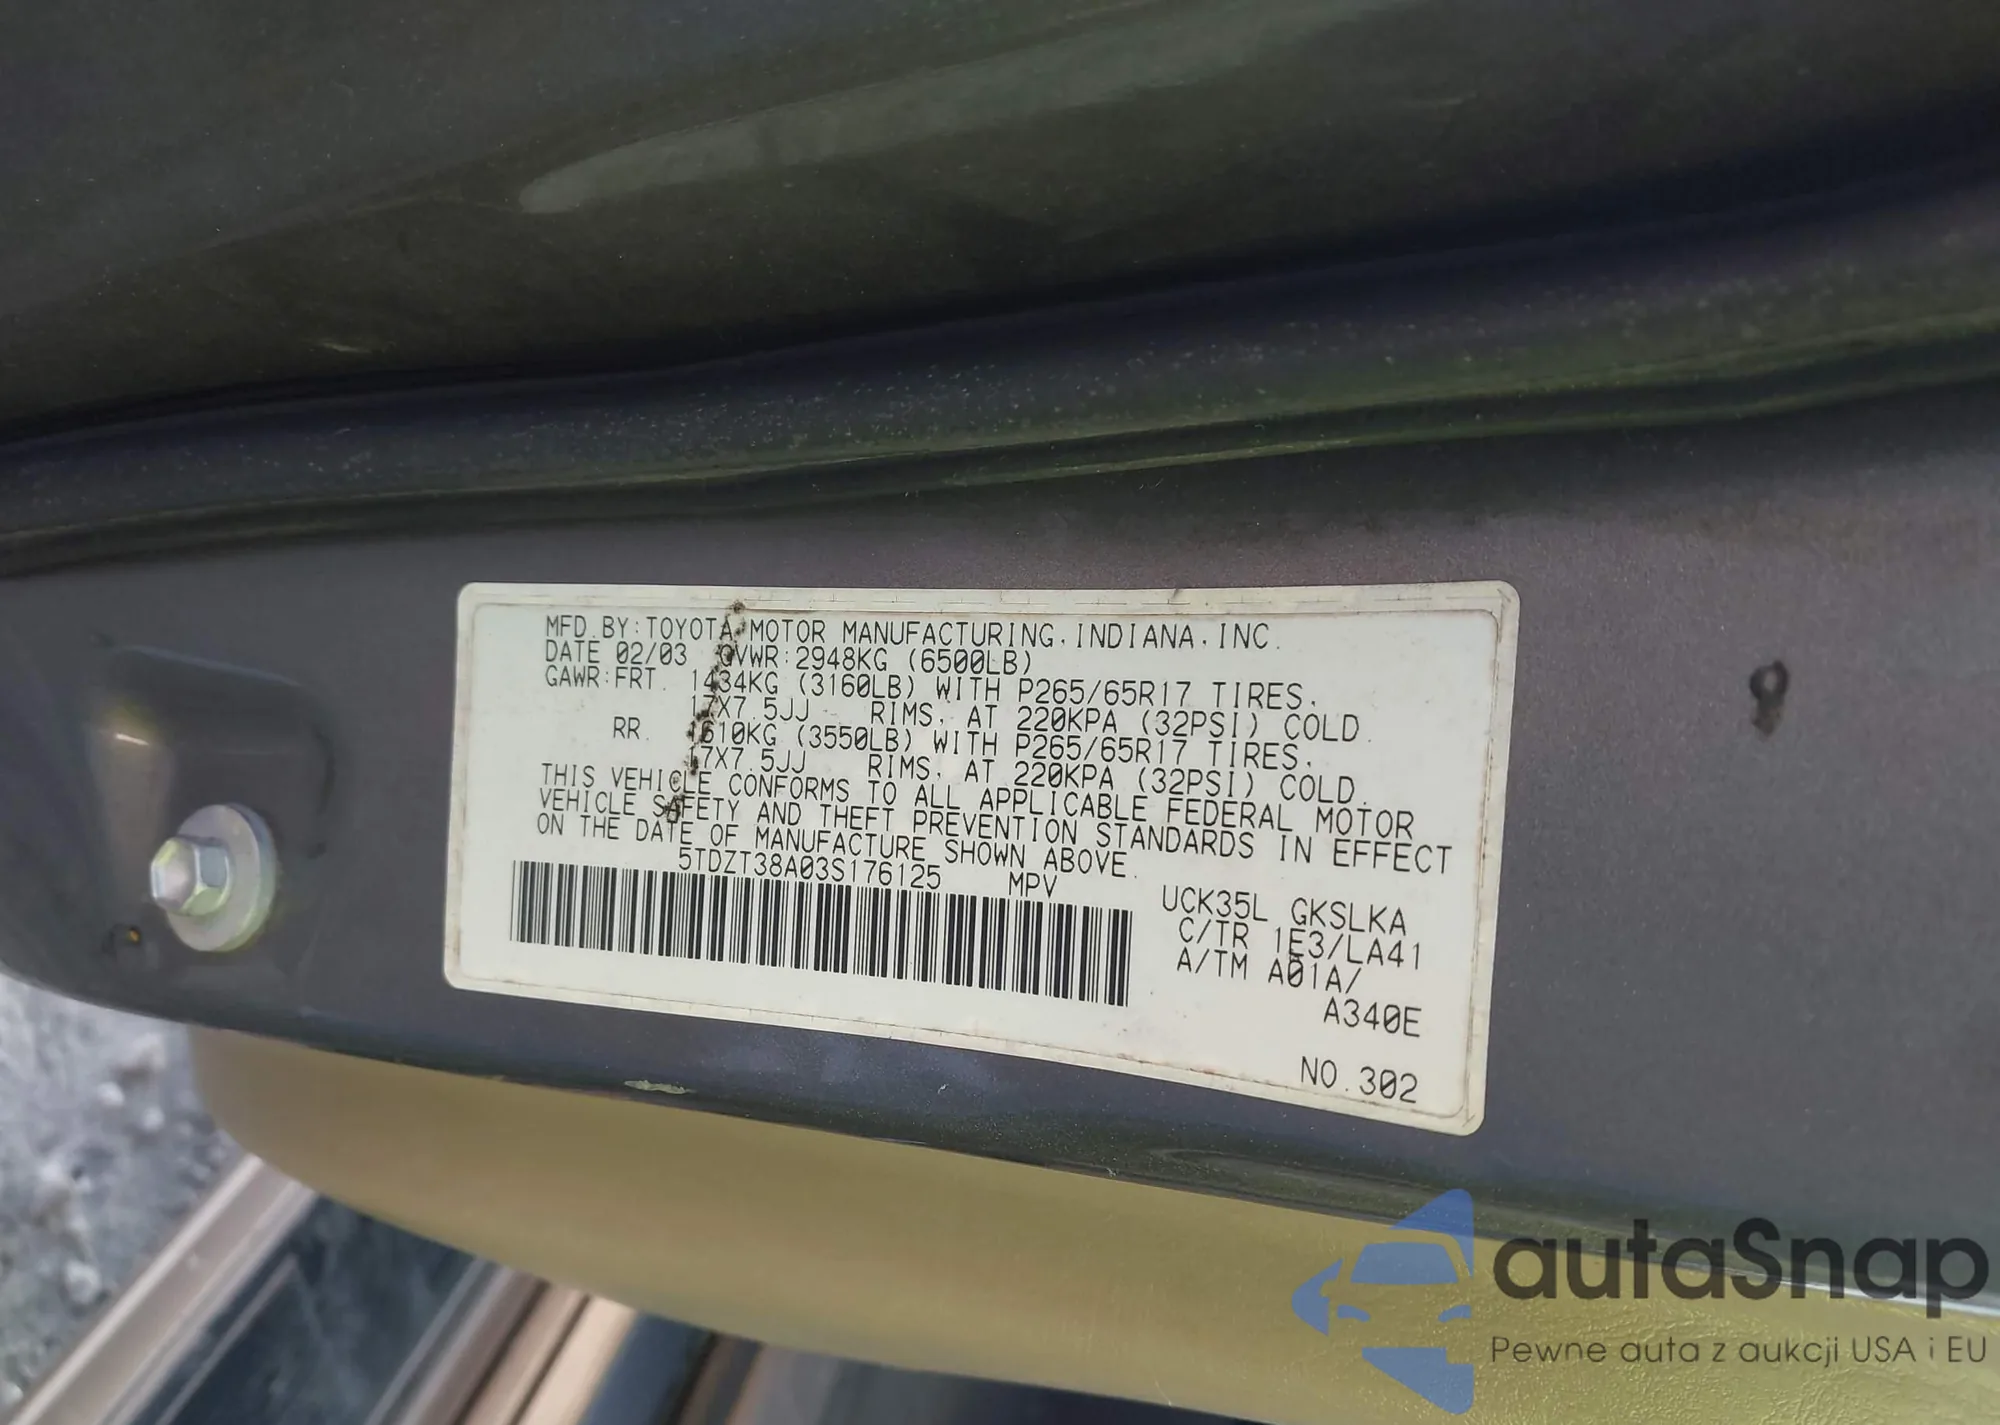 MFD. BY: TOYOTA MOTOR MANUFACTURING, INDIANA, INC.
DATE 02/03 GVWR: 2948KG (6500LB)
GAWR: FRT. 1434KG (3160LB) WITH P265/65R17 TIRES,
17X7.5JJ RIMS, AT 220KPA (32PSI) COLD.
RR. 1610KG (3550LB) WITH P265/65R17 TIRES,
17X7.5JJ RIMS, AT 220KPA (32PSI) COLD.
THIS VEHICLE CONFORMS TO ALL APPLICABLE FEDERAL MOTOR
VEHICLE SAFETY AND THEFT PREVENTION STANDARDS IN EFFECT
ON THE DATE OF MANUFACTURE SHOWN ABOVE.
5TDZT38A03S176125 MPV
UCK35L GKSLKA
C/TR 1E3/LA41
A/TM A01A/
A340E
NO.302
autaSnap
Pewne auta z aukcji USA i EU